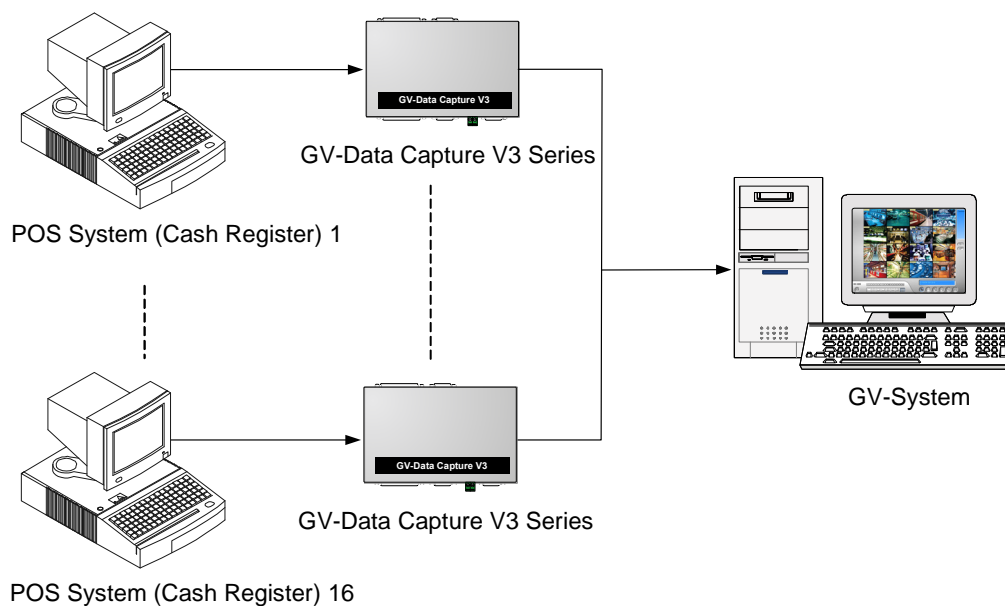 GV-Data Capture V3
GV-Data Capture V3 Series
POS System (Cash Register) 1
GV-System
GV-Data Capture V3
GV-Data Capture V3 Series
POS System (Cash Register) 16